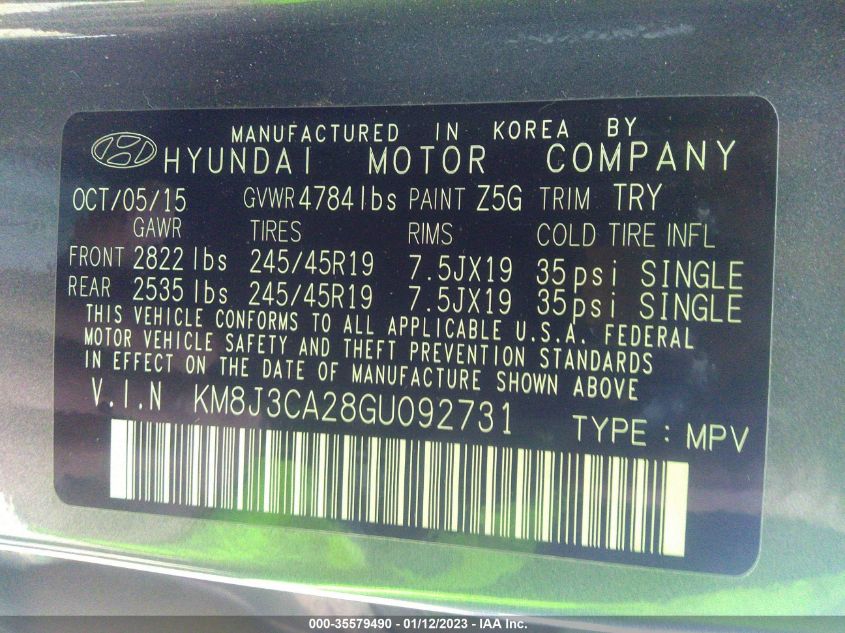 MANUFACTURED IN KOREA BY
HYUNDAI MOTOR COMPANY
OCT/05/15 GVWR 4784 lbs PAINT Z5G TRIM TRY
GAWR TIRES RIMS COLD TIRE INFL
FRONT 2822 lbs 245/45R19 7.5JX19 35psi SINGLE
REAR 2535 lbs 245/45R19 7.5JX19 35psi SINGLE
THIS VEHICLE CONFORMS TO ALL APPLICABLE U.S.A. FEDERAL
MOTOR VEHICLE SAFETY AND THEFT PREVENTION STANDARDS
IN EFFECT ON THE DATE OF MANUFACTURE SHOWN ABOVE
V.I.N KM8J3CA28GU092731
TYPE : MPV
000-35579490 - 01/12/2023 - IAA Inc.